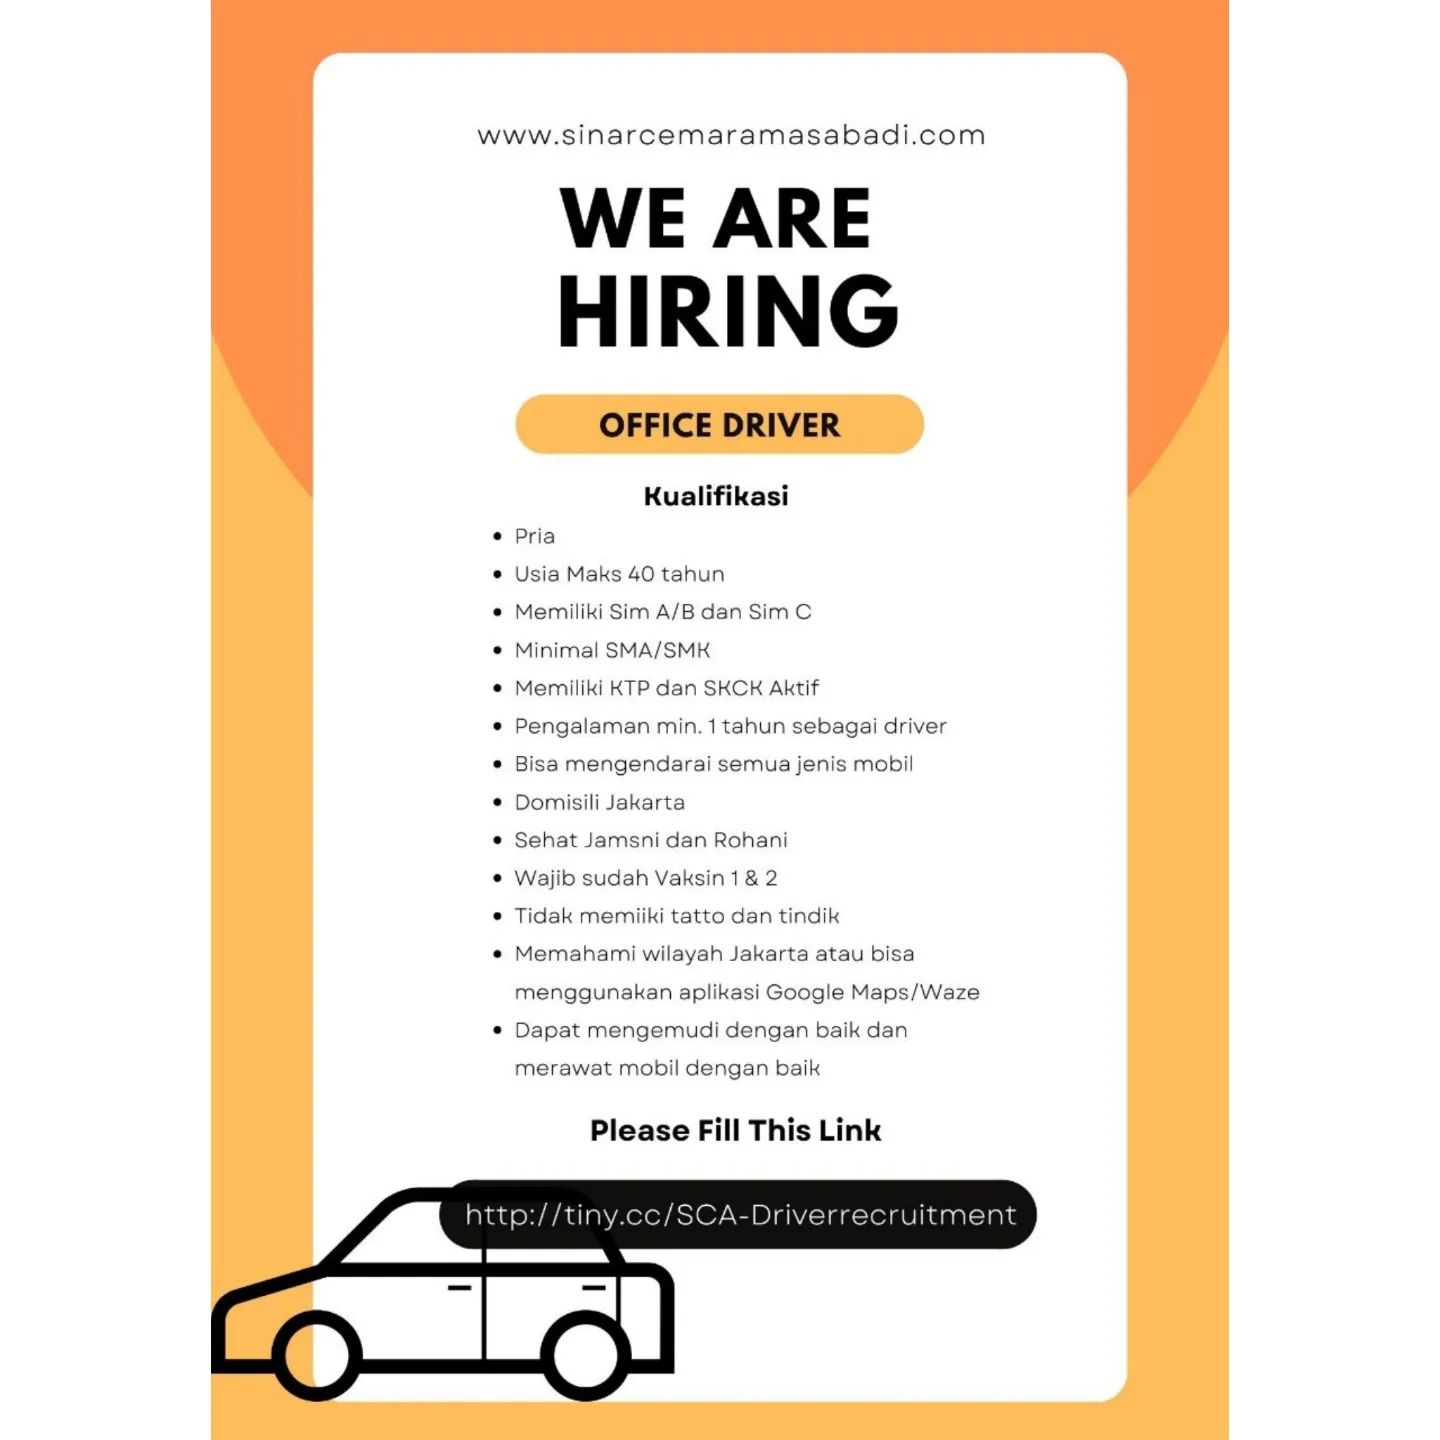 www.sinarcemaramasabadi.com
WE ARE
HIRING
OFFICE DRIVER
Kualifikasi
• Pria
• Usia Maks 40 tahun
• Memiliki Sim A/B dan Sim C
• Minimal SMA/SMK
• Memiliki KTP dan SKCK Aktif
• Pengalaman min. 1 tahun sebagai driver
• Bisa mengendarai semua jenis mobil
• Domisili Jakarta
• Sehat Jamsni dan Rohani
• Wajib sudah Vaksin 1 & 2
• Tidak memiiki tatto dan tindik
• Memahami wilayah Jakarta atau bisa
menggunakan aplikasi Google Maps/Waze
• Dapat mengemudi dengan baik dan
merawat mobil dengan baik
Please Fill This Link
http://tiny.cc/SCA-Driverrecruitment